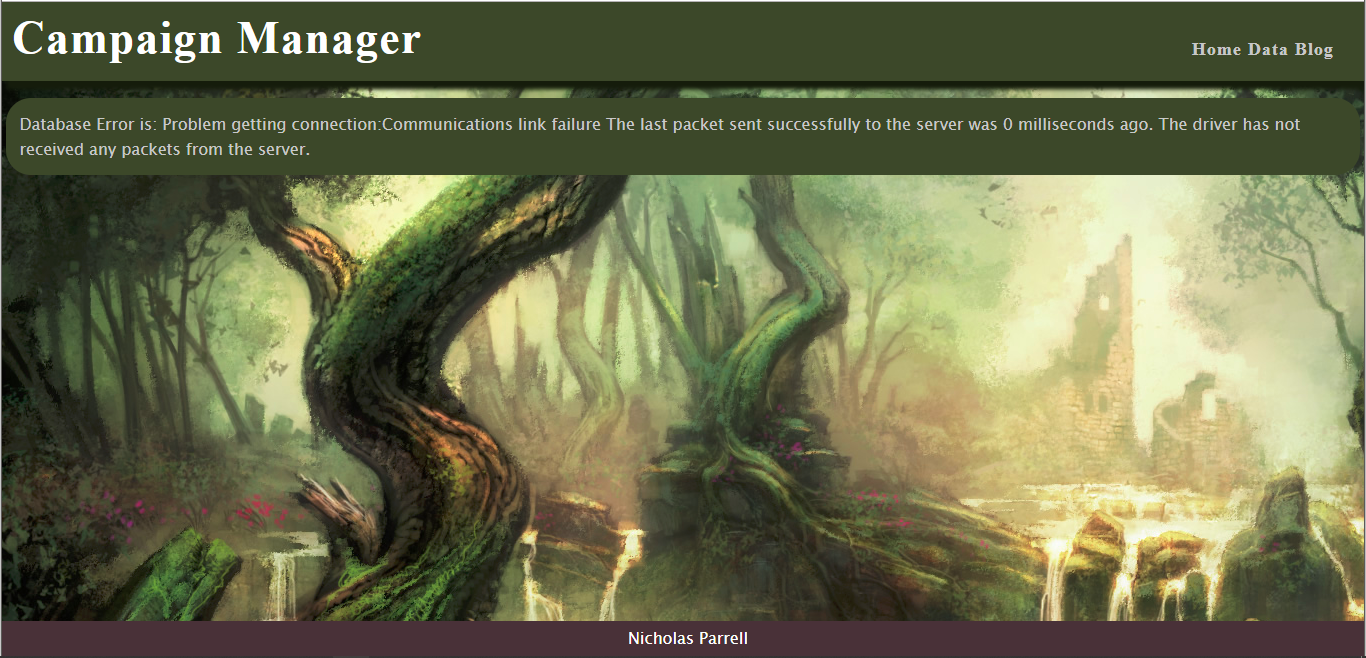 Campaign Manager
Home Data Blog
Database Error is: Problem getting connection:Communications link failure The last packet sent successfully to the server was 0 milliseconds ago. The driver has not
received any packets from the server.
Nicholas Parrell